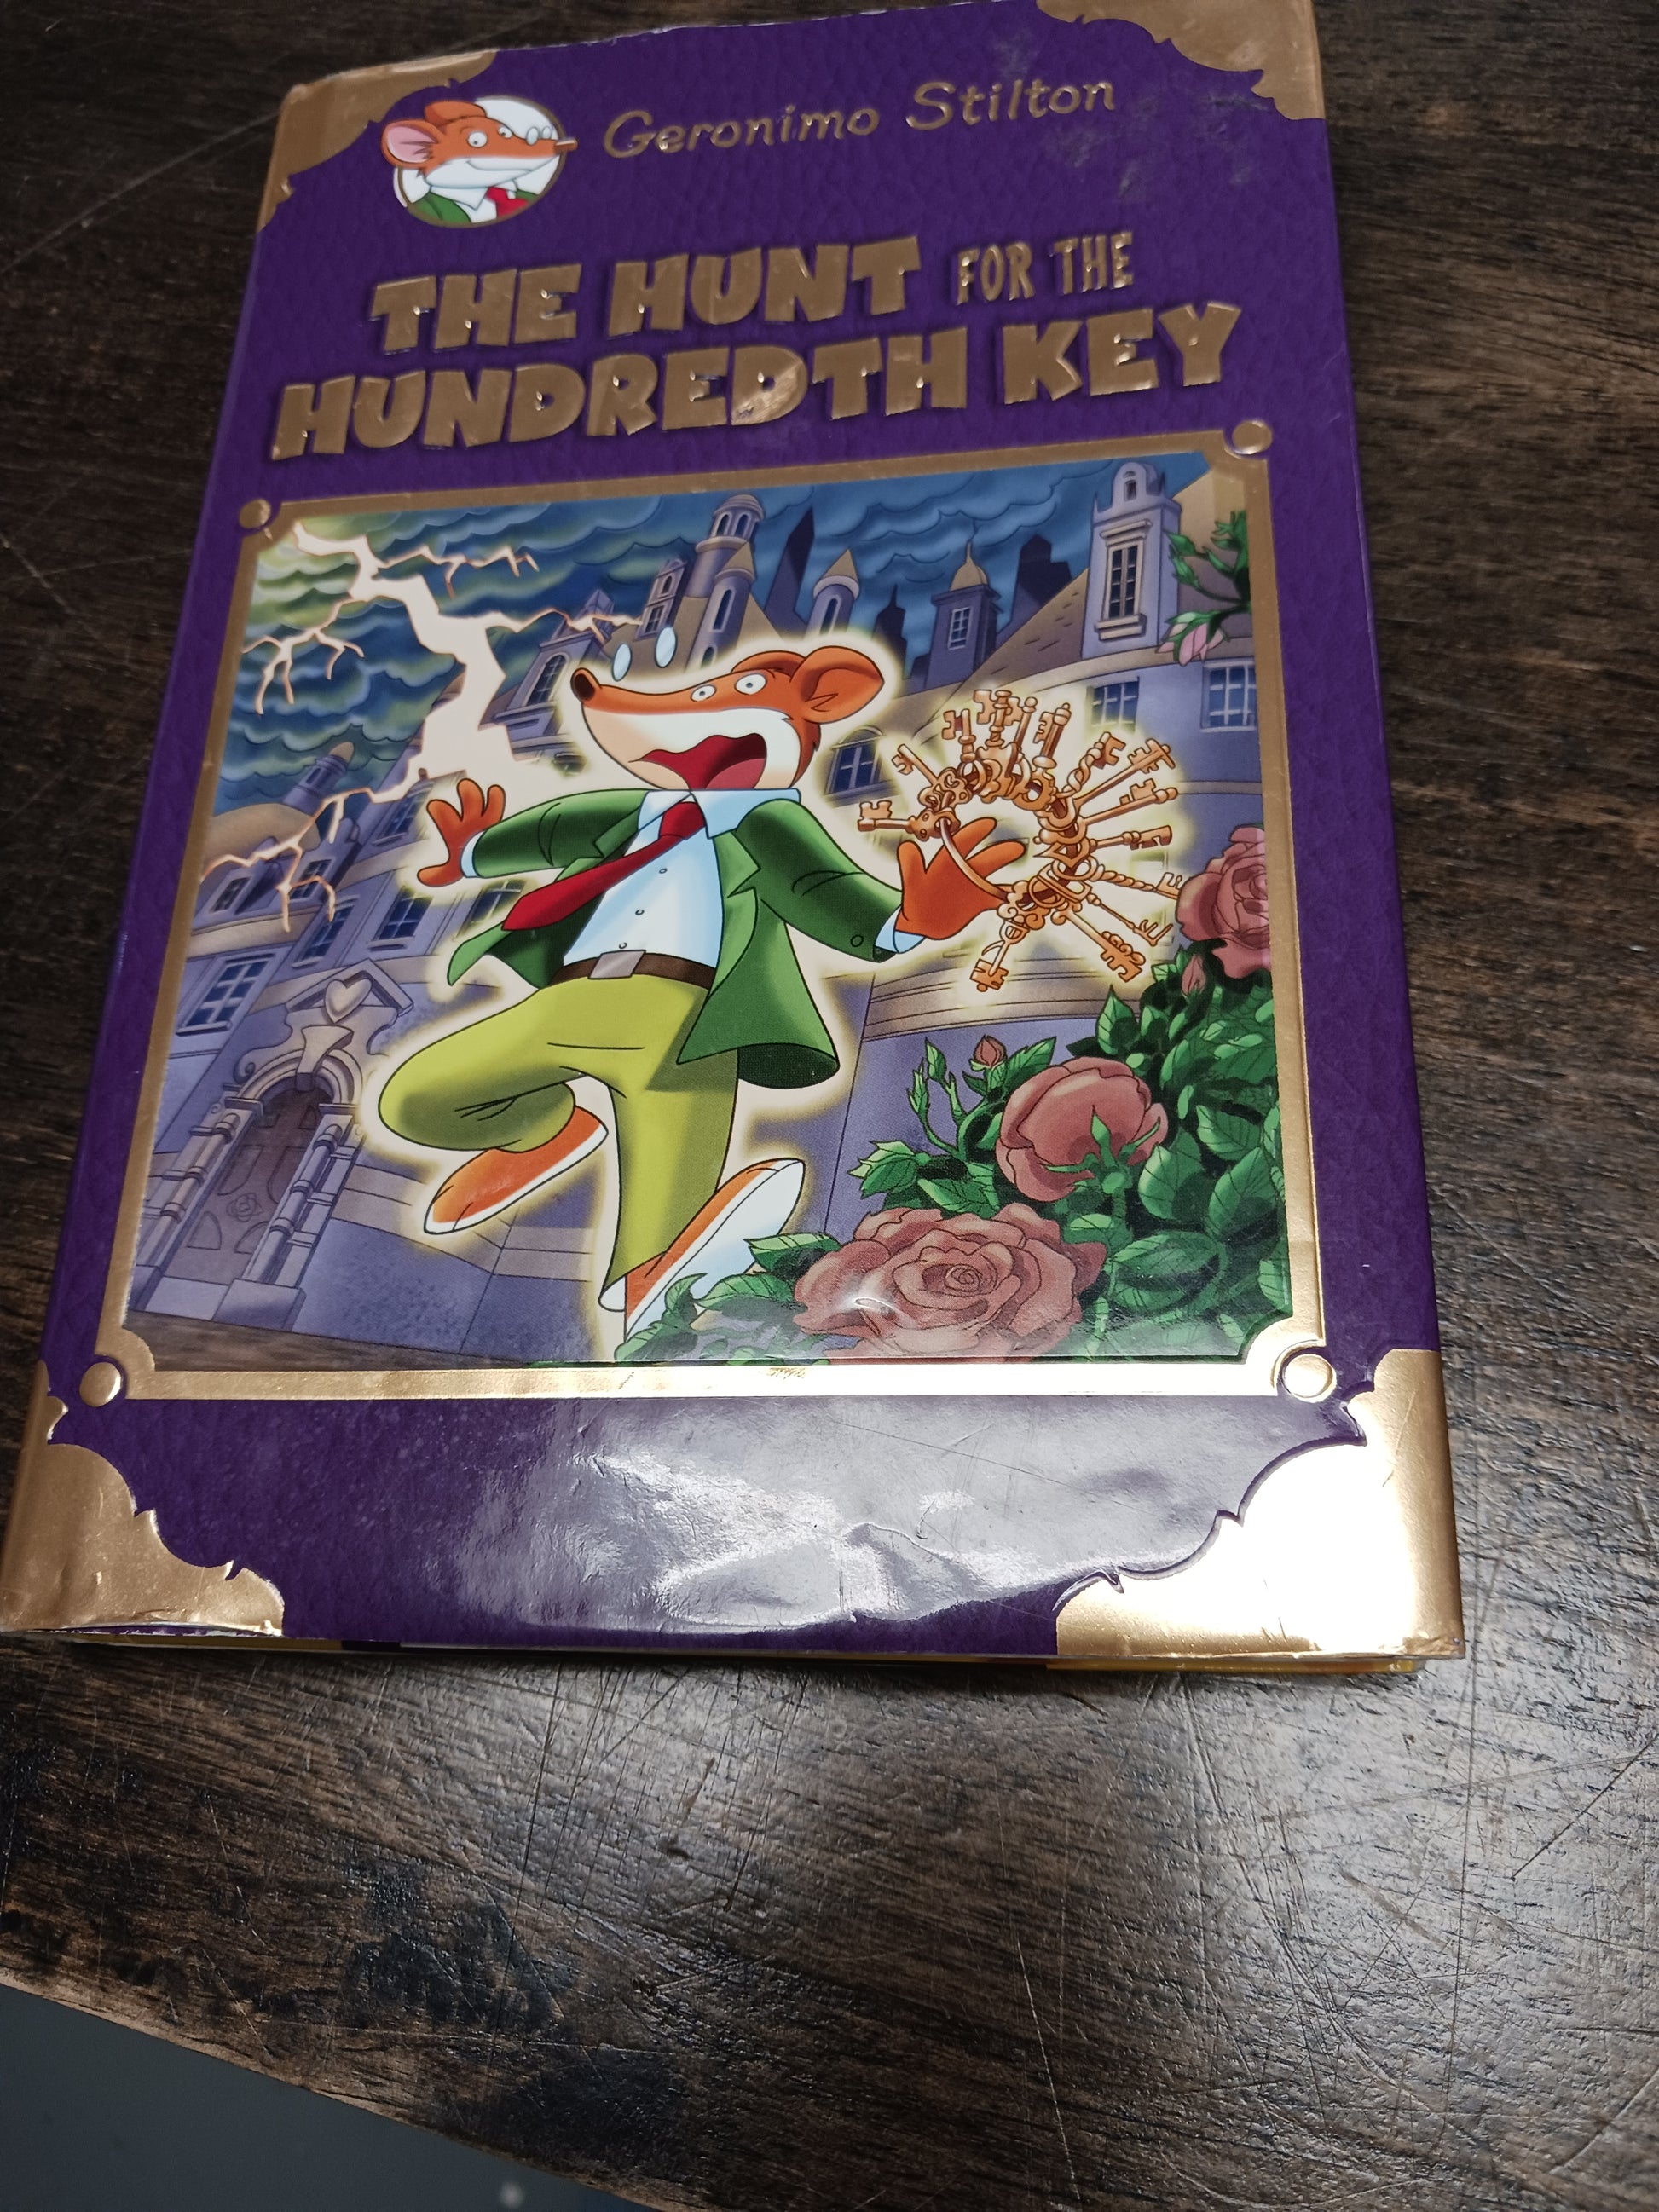 Geronimo Stilton
THE HUNT FOR THE
HUNDREDTH KEY